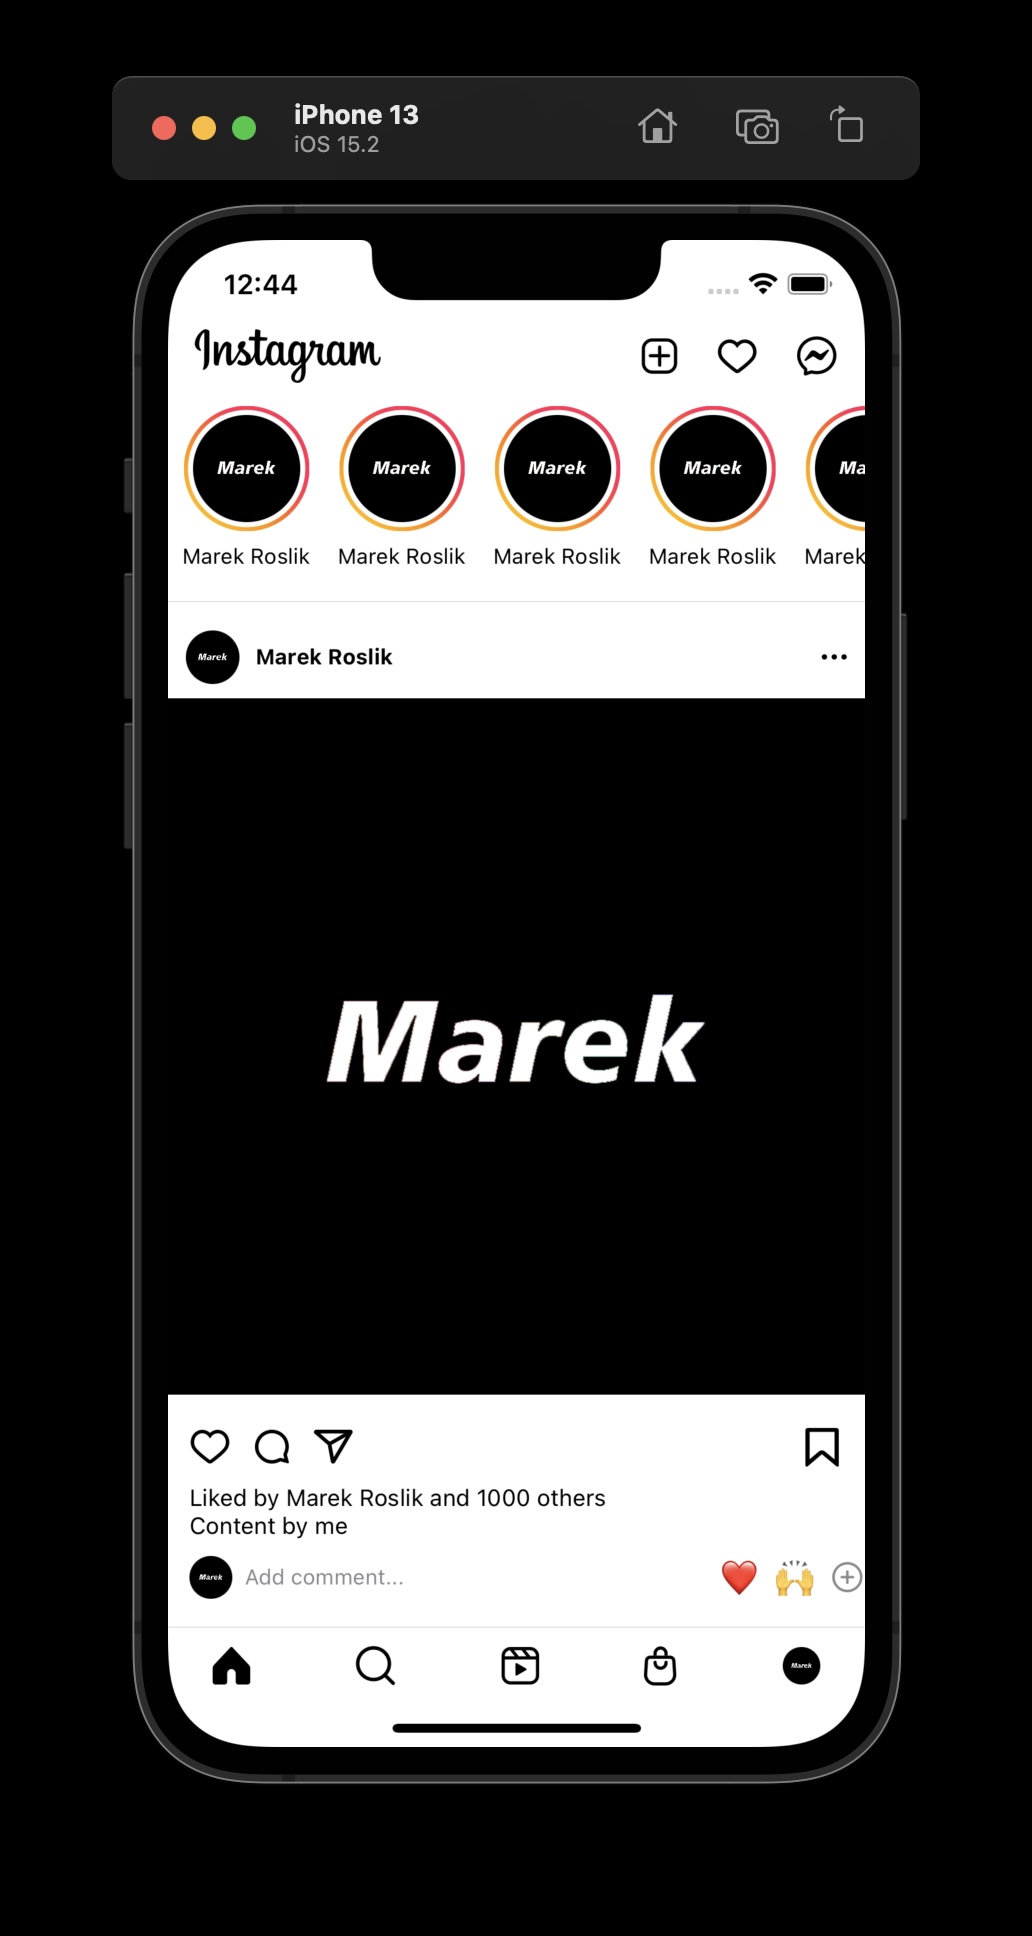 iPhone 13
iOS 15.2
12:44
Instagram
Marek Marek Marek Marek Ma
Marek Roslik Marek Roslik Marek Roslik Marek Roslik Marek
Marek Marek Roslik
Marek
Liked by Marek Roslik and 1000 others
Content by me
Marek Add comment...
Marek